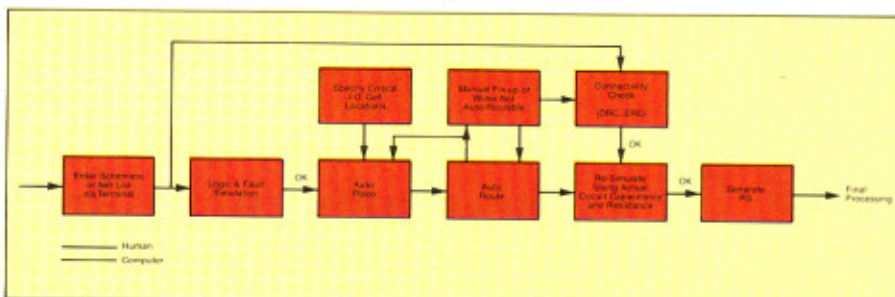 Specify Critical
I.O. Cell
Locations
Manual Fix-up of
Wires Not
Auto-Routable
Connectivity
Check
(DRC, ERC)
OK
Enter Schematic
or Net List
via Terminal
Logic & Fault
Simulation
OK
Auto
Place
Auto
Route
Re-Simulate
Using Actual
Circuit Capacitance
and Resistance
OK
Generate
PG
Final
Processing
Human
Computer